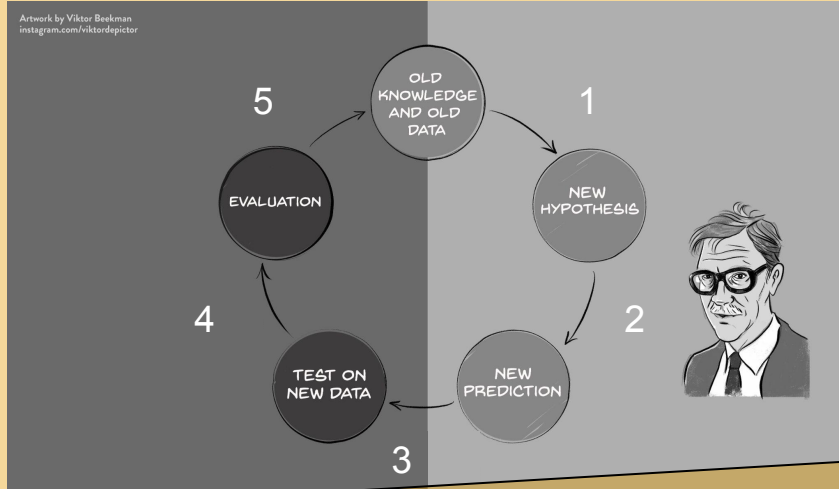 Artwork by Viktor Beekman
instagram.com/viktordepictor
OLD
KNOWLEDGE
AND OLD
DATA
1
NEW
HYPOTHESIS
2
NEW
PREDICTION
3
TEST ON
NEW DATA
4
EVALUATION
5